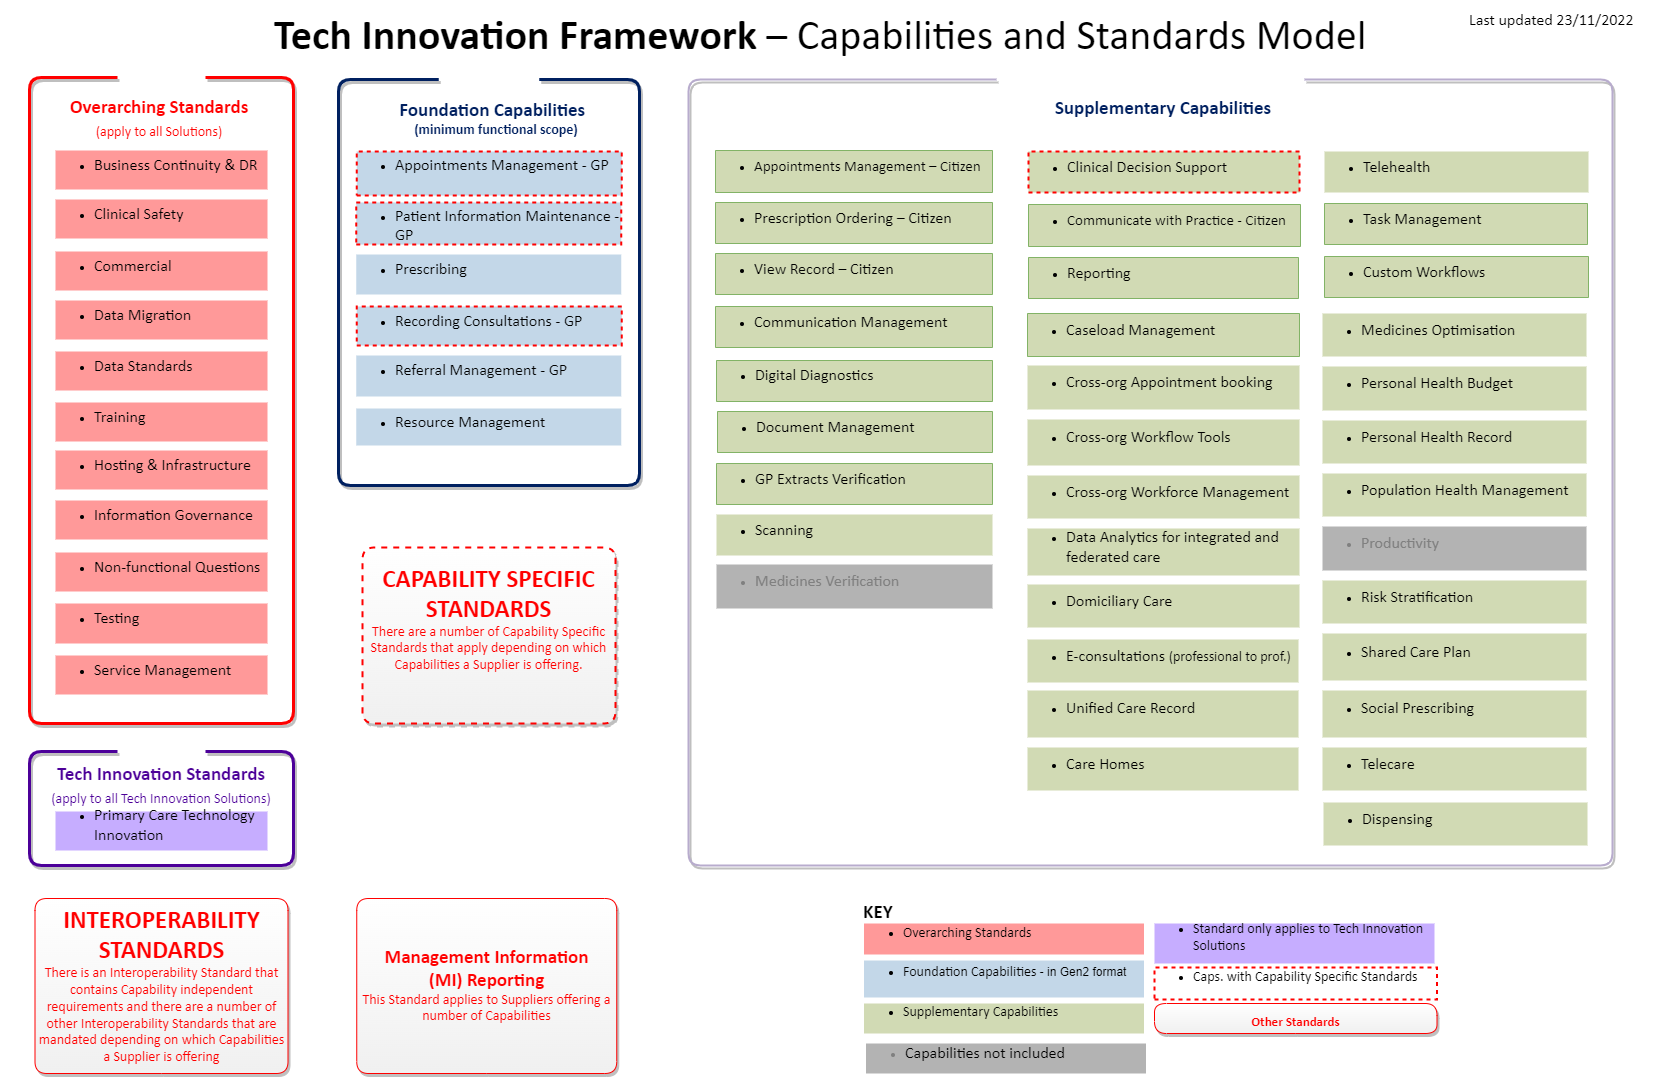 Tech Innovation Framework – Capabilities and Standards Model
Last updated 23/11/2022
Overarching Standards
(apply to all Solutions)
• Business Continuity & DR
• Clinical Safety
• Commercial
• Data Migration
• Data Standards
• Training
• Hosting & Infrastructure
• Information Governance
• Non-functional Questions
• Testing
• Service Management
Tech Innovation Standards
(apply to all Tech Innovation Solutions)
• Primary Care Technology
Innovation
INTEROPERABILITY
STANDARDS
There is an Interoperability Standard that
contains Capability independent
requirements and there are a number of
other Interoperability Standards that are
mandated depending on which Capabilities
a Supplier is offering
Foundation Capabilities
(minimum functional scope)
• Appointments Management - GP
• Patient Information Maintenance -
GP
• Prescribing
• Recording Consultations - GP
• Referral Management - GP
• Resource Management
CAPABILITY SPECIFIC
STANDARDS
There are a number of Capability Specific
Standards that apply depending on which
Capabilities a Supplier is offering.
Management Information
(MI) Reporting
This Standard applies to Suppliers offering a
number of Capabilities
Supplementary Capabilities
• Appointments Management – Citizen
• Prescription Ordering – Citizen
• View Record – Citizen
• Communication Management
• Digital Diagnostics
• Document Management
• GP Extracts Verification
• Scanning
• Medicines Verification
• Clinical Decision Support
• Communicate with Practice - Citizen
• Reporting
• Caseload Management
• Cross-org Appointment booking
• Cross-org Workflow Tools
• Cross-org Workforce Management
• Data Analytics for integrated and
federated care
• Domiciliary Care
• E-consultations (professional to prof.)
• Unified Care Record
• Care Homes
• Telehealth
• Task Management
• Custom Workflows
• Medicines Optimisation
• Personal Health Budget
• Personal Health Record
• Population Health Management
• Productivity
• Risk Stratification
• Shared Care Plan
• Social Prescribing
• Telecare
• Dispensing
KEY
• Overarching Standards
• Foundation Capabilities - in Gen2 format
• Supplementary Capabilities
• Capabilities not included
• Standard only applies to Tech Innovation
Solutions
• Caps. with Capability Specific Standards
Other Standards